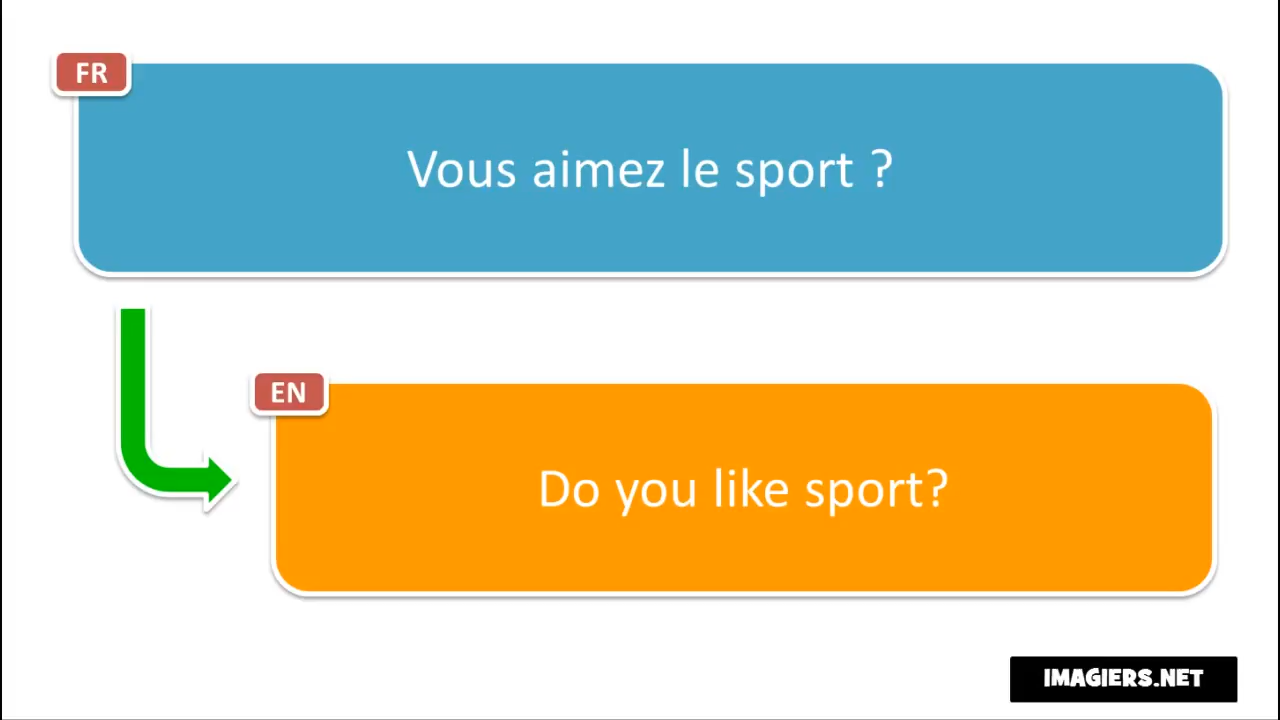 FR
Vous aimez le sport ?
EN
Do you like sport?
IMAGIERS.NET